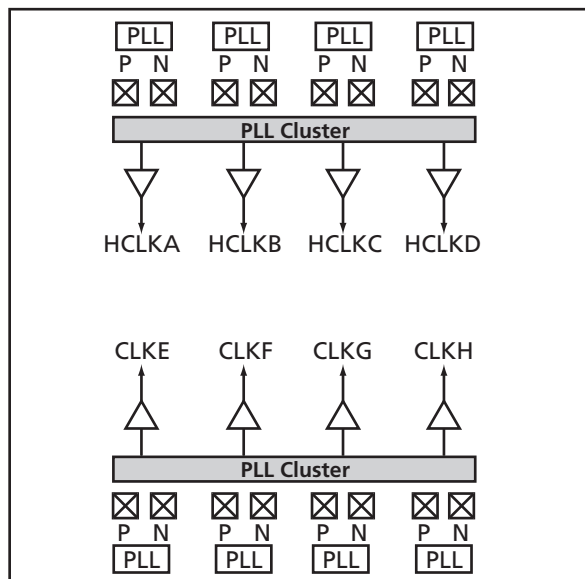 PLL PLL PLL PLL
P N P N P N P N
PLL Cluster
HCLKA HCLKB HCLKC HCLKD
CLKE CLKF CLKG CLKH
PLL Cluster
P N P N P N P N
PLL PLL PLL PLL